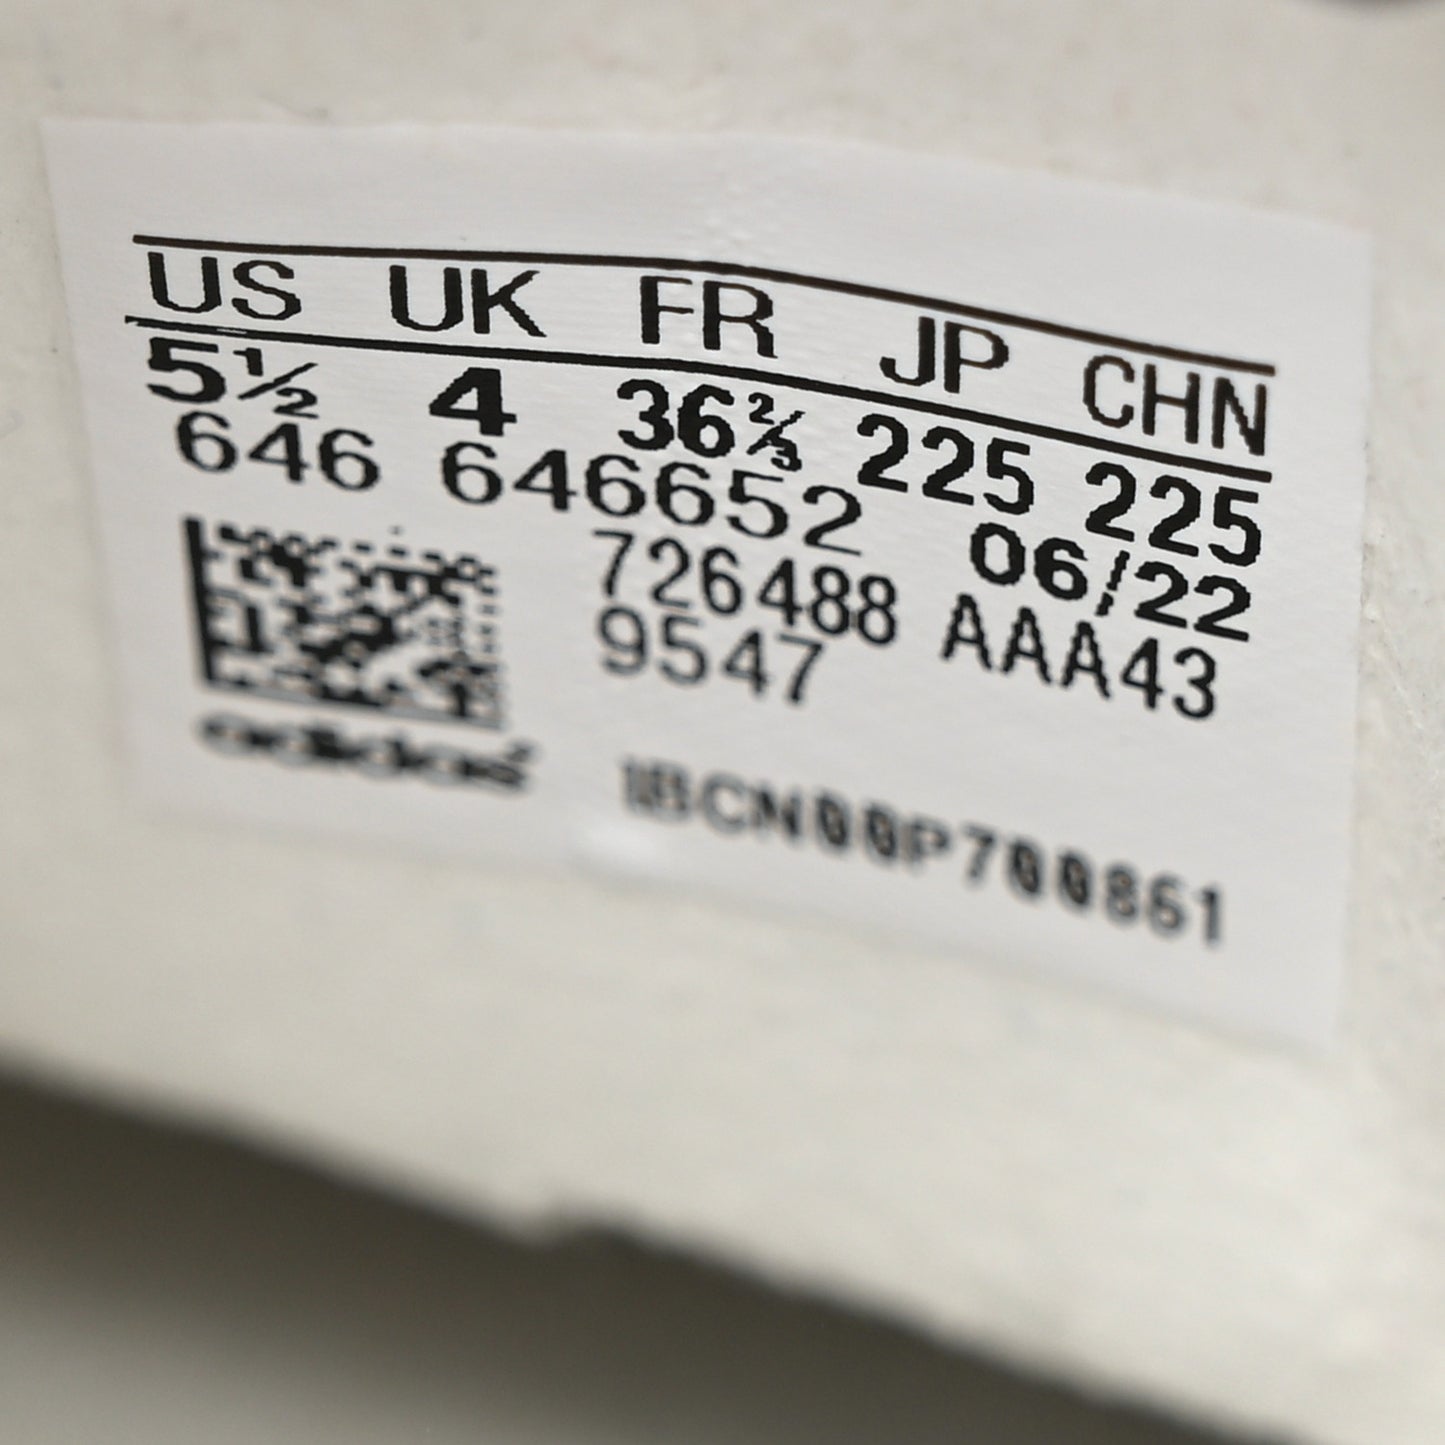 US UK FR JP CHN
5½ 4 36⅔ 225 225
646 646652 06/22
726488 AAA43
9547
adidas
1BCN00P700861